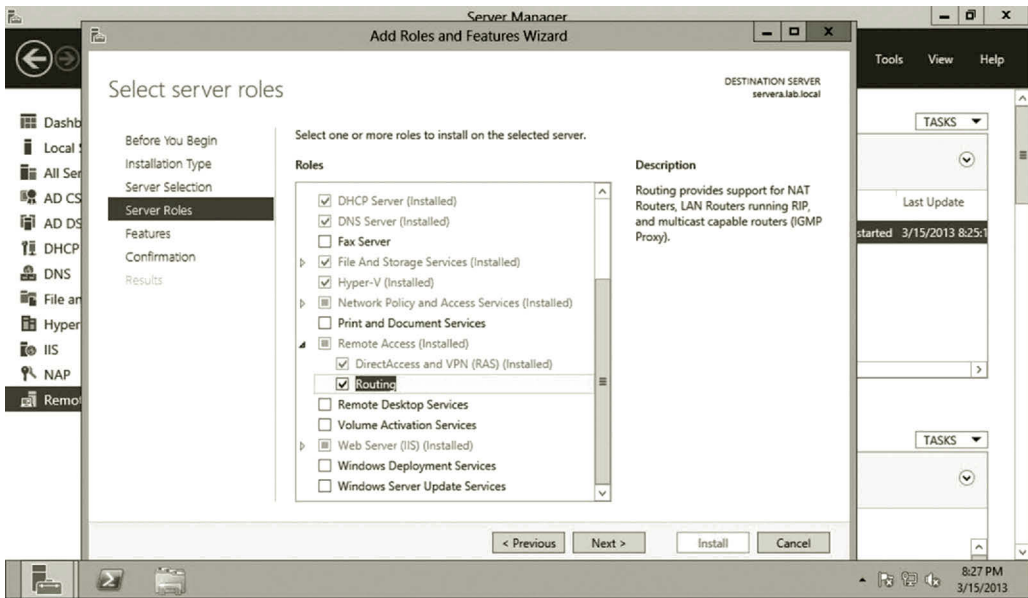 Server Manager
Add Roles and Features Wizard
Tools View Help
Select server roles
DESTINATION SERVER
servera.lab.local
Dashb
Local S
All Ser
AD CS
AD DS
DHCP
DNS
File an
Hyper
IIS
NAP
Remot
Before You Begin
Installation Type
Server Selection
Server Roles
Features
Confirmation
Results
Select one or more roles to install on the selected server.
Roles
DHCP Server (Installed)
DNS Server (Installed)
Fax Server
File And Storage Services (Installed)
Hyper-V (Installed)
Network Policy and Access Services (Installed)
Print and Document Services
Remote Access (Installed)
DirectAccess and VPN (RAS) (Installed)
Routing
Remote Desktop Services
Volume Activation Services
Web Server (IIS) (Installed)
Windows Deployment Services
Windows Server Update Services
Description
Routing provides support for NAT
Routers, LAN Routers running RIP,
and multicast capable routers (IGMP
Proxy).
TASKS
Last Update
started 3/15/2013 8:25:1
TASKS
< Previous Next > Install Cancel
8:27 PM
3/15/2013